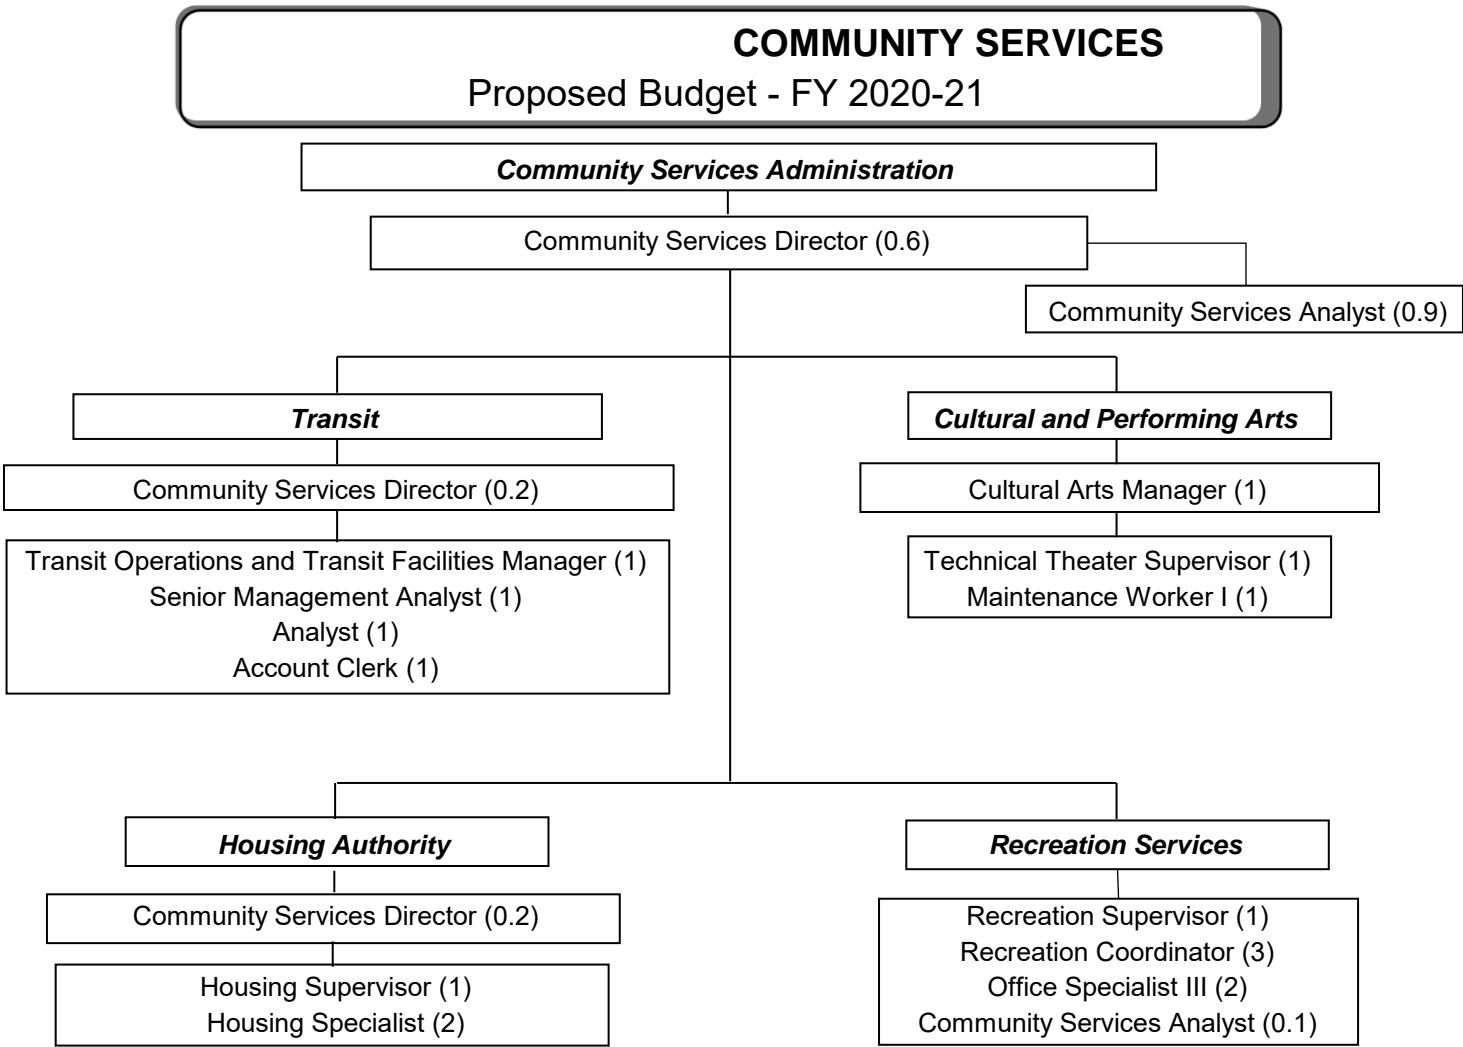 COMMUNITY SERVICES
Proposed Budget - FY 2020-21
Community Services Administration
Community Services Director (0.6)
Community Services Analyst (0.9)
Transit
Community Services Director (0.2)
Transit Operations and Transit Facilities Manager (1)
Senior Management Analyst (1)
Analyst (1)
Account Clerk (1)
Cultural and Performing Arts
Cultural Arts Manager (1)
Technical Theater Supervisor (1)
Maintenance Worker I (1)
Housing Authority
Community Services Director (0.2)
Housing Supervisor (1)
Housing Specialist (2)
Recreation Services
Recreation Supervisor (1)
Recreation Coordinator (3)
Office Specialist III (2)
Community Services Analyst (0.1)